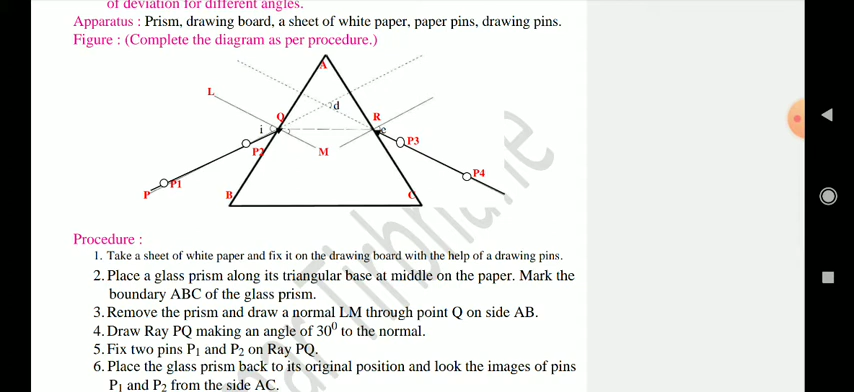 of deviation for different angles.
Apparatus : Prism, drawing board, a sheet of white paper, paper pins, drawing pins.
Figure : (Complete the diagram as per procedure.)
A
L
d
Q
R
i
e
P3
P2
M
P4
P1
P
B
C
Procedure :
1. Take a sheet of white paper and fix it on the drawing board with the help of a drawing pins.
2. Place a glass prism along its triangular base at middle on the paper. Mark the
boundary ABC of the glass prism.
3. Remove the prism and draw a normal LM through point Q on side AB.
4. Draw Ray PQ making an angle of 30⁰ to the normal.
5. Fix two pins P₁ and P₂ on Ray PQ.
6. Place the glass prism back to its original position and look the images of pins
P₁ and P₂ from the side AC.